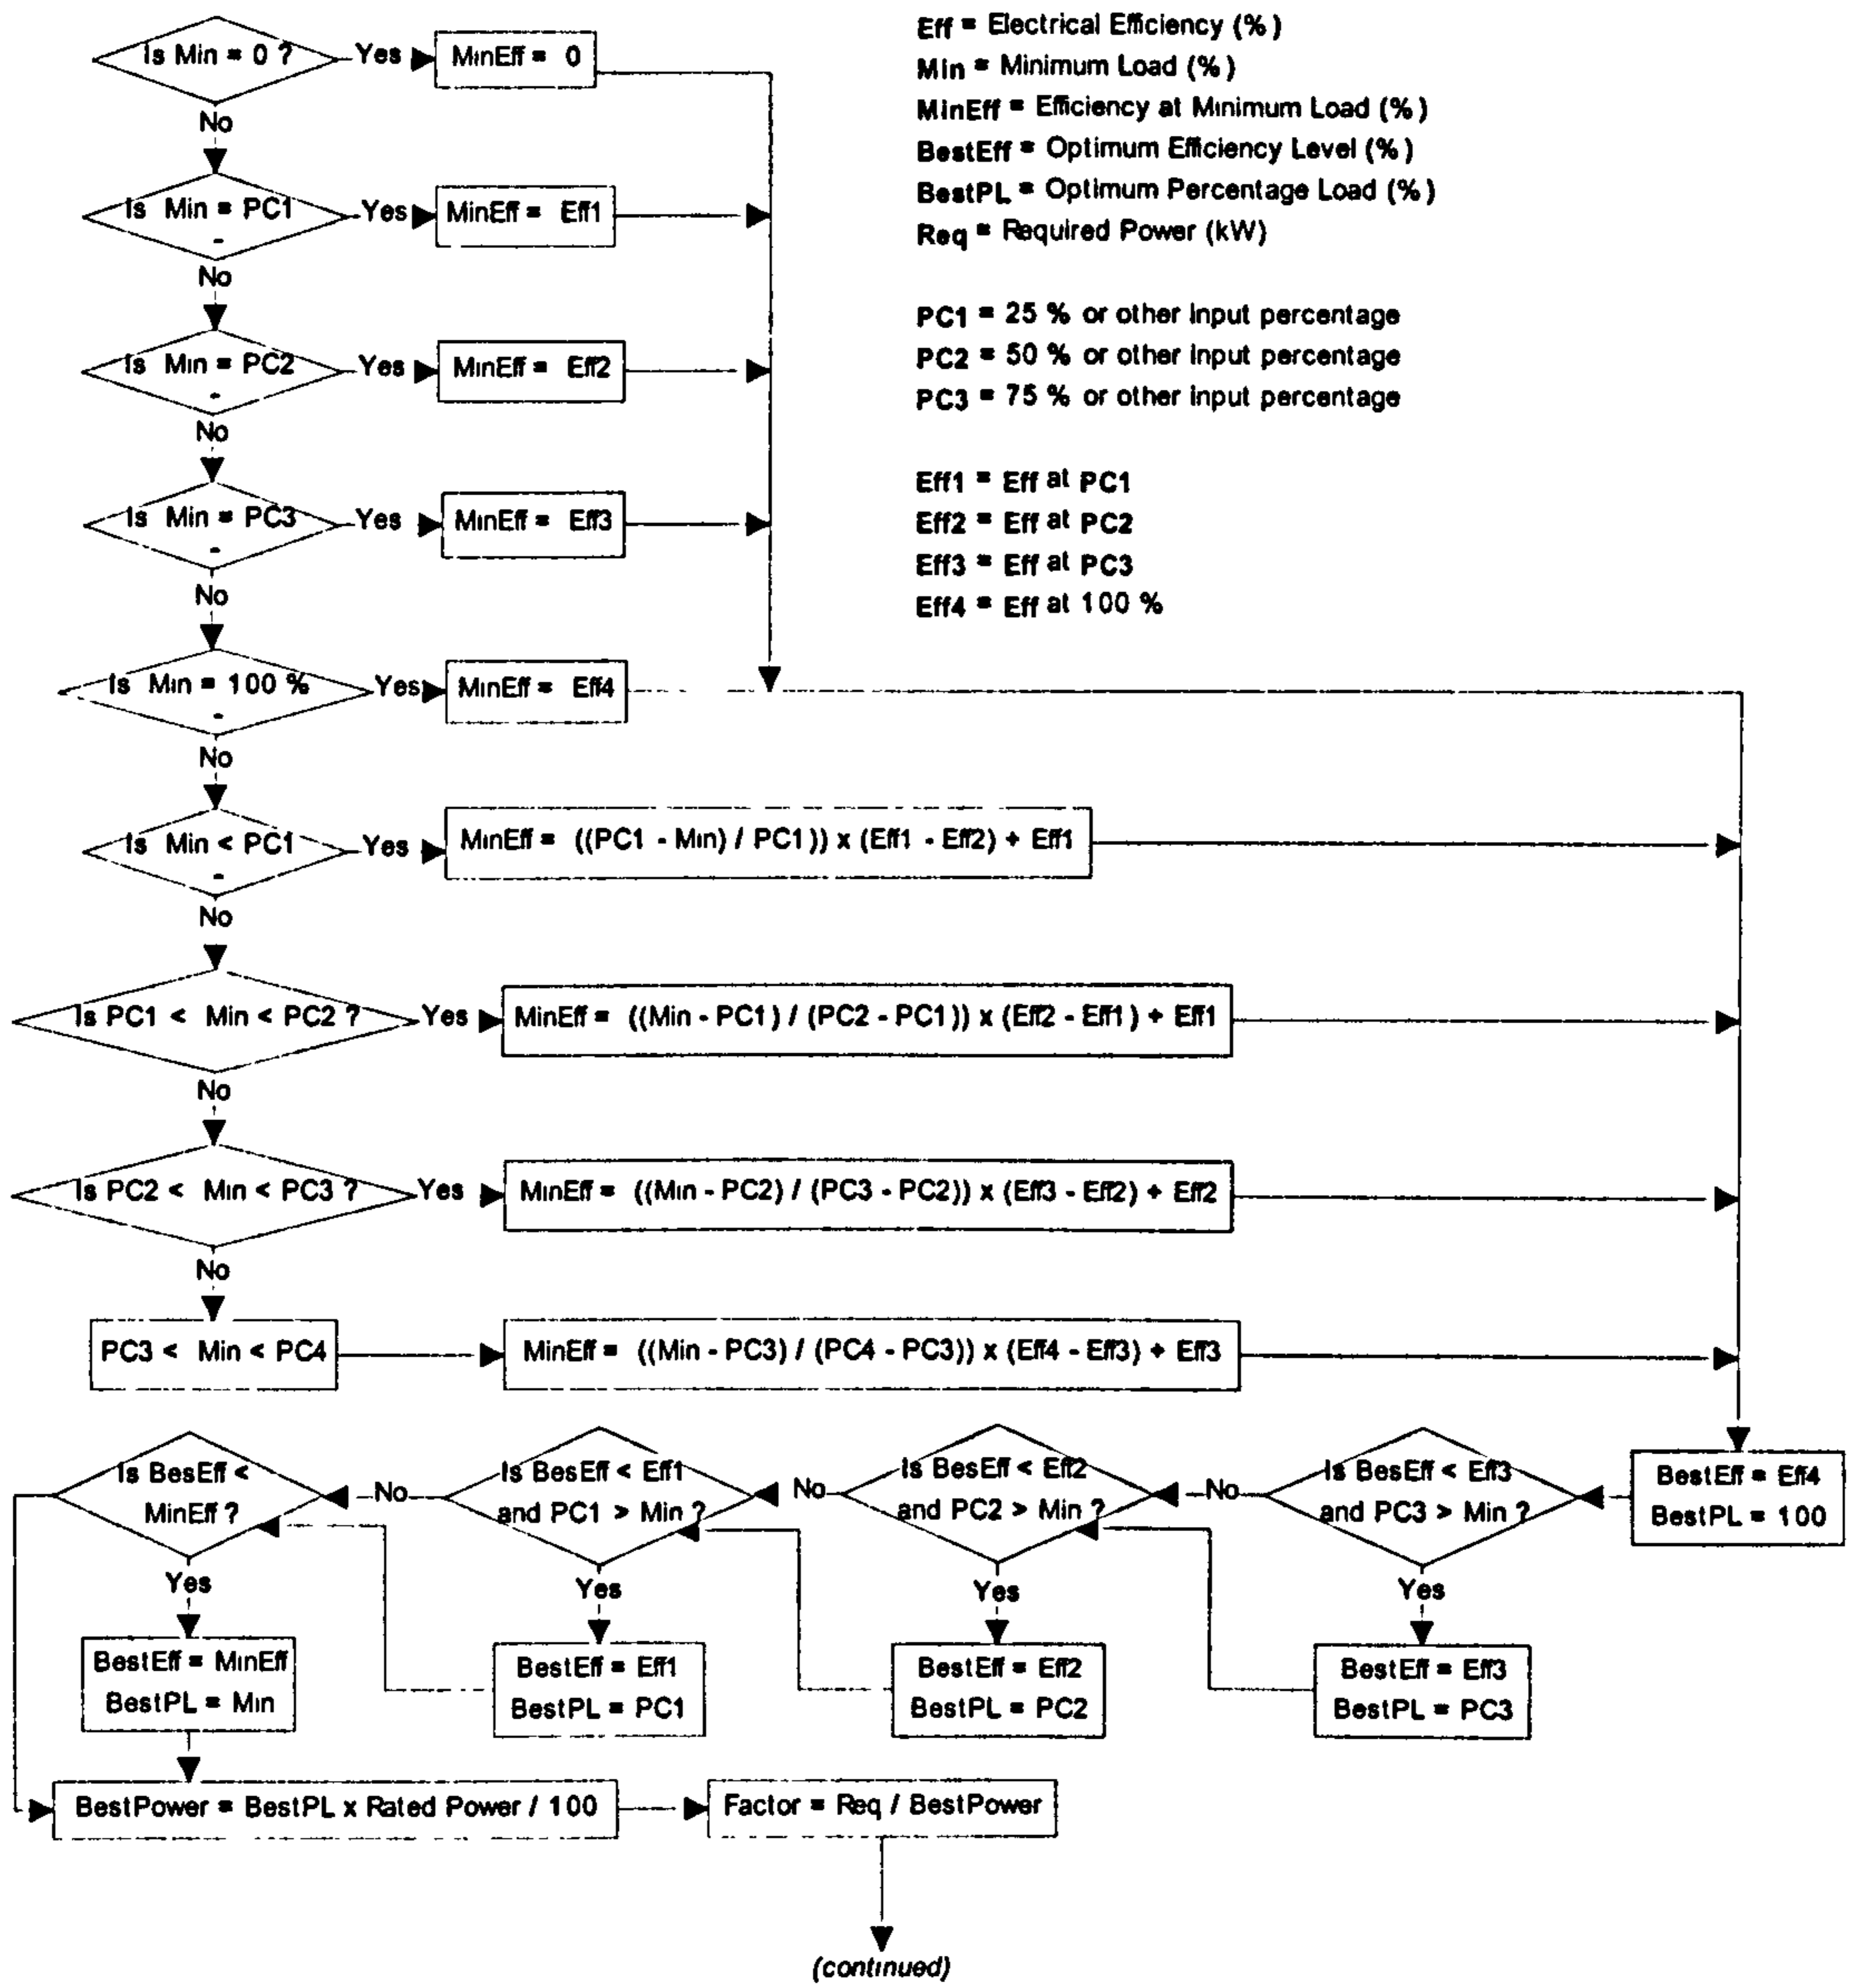 Is Min = 0 ?
Yes
MinEff = 0
No
Is Min = PC1
Yes
MinEff = Eff1
No
Is Min = PC2
Yes
MinEff = Eff2
No
Is Min = PC3
Yes
MinEff = Eff3
No
Is Min = 100 %
Yes
MinEff = Eff4
No
Is Min < PC1
Yes
MinEff = ((PC1 - Min) / PC1)) x (Eff1 - Eff2) + Eff1
No
Is PC1 < Min < PC2 ?
Yes
MinEff = ((Min - PC1) / (PC2 - PC1)) x (Eff2 - Eff1) + Eff1
No
Is PC2 < Min < PC3 ?
Yes
MinEff = ((Min - PC2) / (PC3 - PC2)) x (Eff3 - Eff2) + Eff2
No
PC3 < Min < PC4
MinEff = ((Min - PC3) / (PC4 - PC3)) x (Eff4 - Eff3) + Eff3
Eff = Electrical Efficiency (%)
Min = Minimum Load (%)
MinEff = Efficiency at Minimum Load (%)
BestEff = Optimum Efficiency Level (%)
BestPL = Optimum Percentage Load (%)
Req = Required Power (kW)
PC1 = 25 % or other input percentage
PC2 = 50 % or other input percentage
PC3 = 75 % or other input percentage
Eff1 = Eff at PC1
Eff2 = Eff at PC2
Eff3 = Eff at PC3
Eff4 = Eff at 100 %
BestEff = Eff4
BestPL = 100
Is BesEff < Eff3
and PC3 > Min ?
No
Yes
BestEff = Eff3
BestPL = PC3
Is BesEff < Eff2
and PC2 > Min ?
No
Yes
BestEff = Eff2
BestPL = PC2
Is BesEff < Eff1
and PC1 > Min ?
No
Yes
BestEff = Eff1
BestPL = PC1
Is BesEff <
MinEff ?
Yes
BestEff = MinEff
BestPL = Min
BestPower = BestPL x Rated Power / 100
Factor = Req / BestPower
(continued)